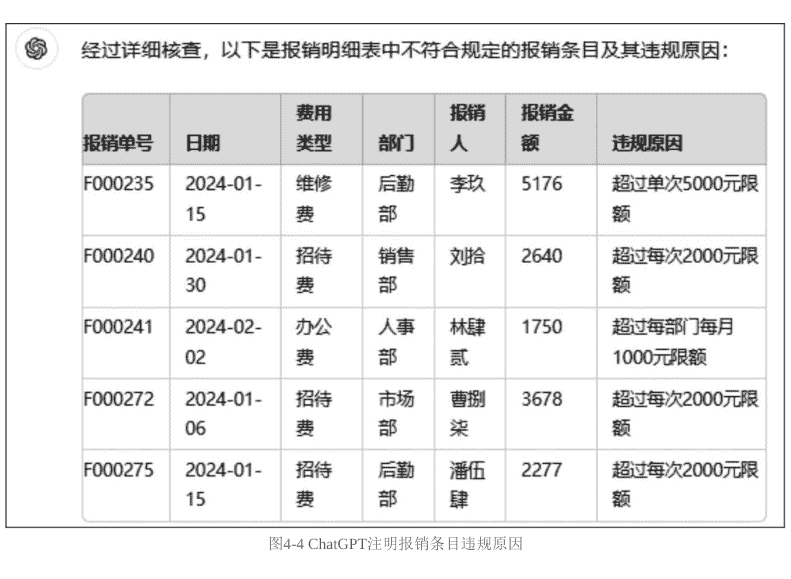 经过详细核查，以下是报销明细表中不符合规定的报销条目及其违规原因：
报销单号 日期 费用类型 部门 报销人 报销金额 违规原因
F000235 2024-01-15 维修费 后勤部 李玖 5176 超过单次5000元限额
F000240 2024-01-30 招待费 销售部 刘拾 2640 超过每次2000元限额
F000241 2024-02-02 办公费 人事部 林肆贰 1750 超过每部门每月1000元限额
F000272 2024-01-06 招待费 市场部 曹捌柒 3678 超过每次2000元限额
F000275 2024-01-15 招待费 后勤部 潘伍肆 2277 超过每次2000元限额
图4-4 ChatGPT注明报销条目违规原因